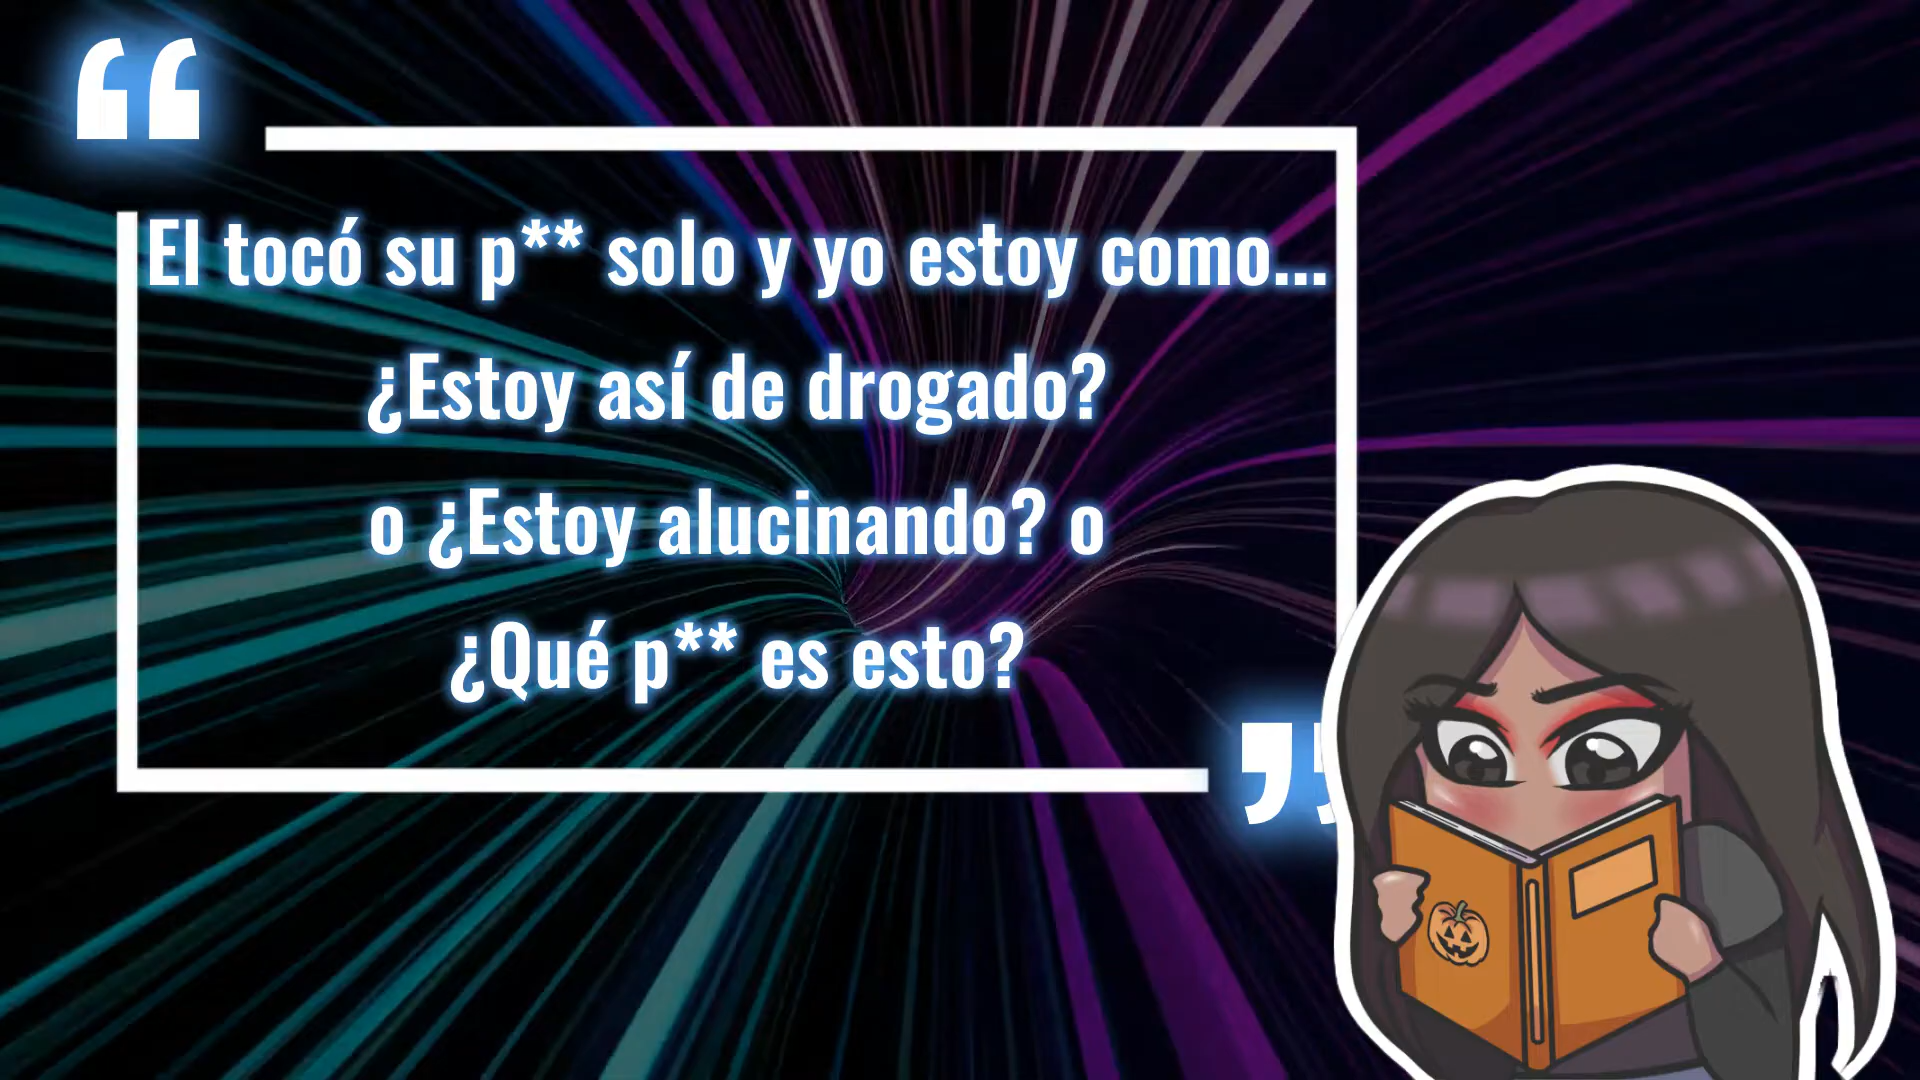 “
El tocó su p** solo y yo estoy como...
¿Estoy así de drogado?
o ¿Estoy alucinando? o
¿Qué p** es esto?
”